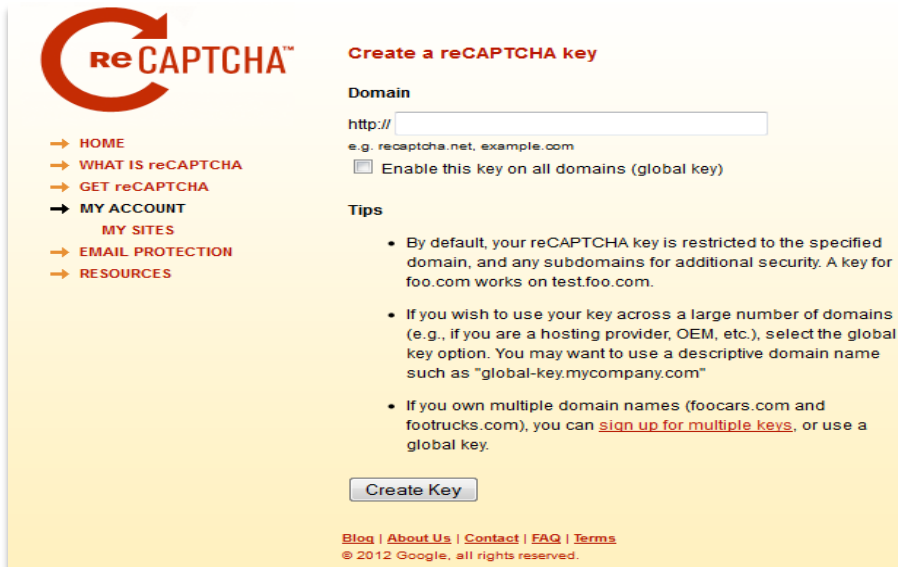 reCAPTCHA™
HOME
WHAT IS reCAPTCHA
GET reCAPTCHA
MY ACCOUNT
MY SITES
EMAIL PROTECTION
RESOURCES
Create a reCAPTCHA key
Domain
http://
e.g. recaptcha.net, example.com
Enable this key on all domains (global key)
Tips
• By default, your reCAPTCHA key is restricted to the specified
domain, and any subdomains for additional security. A key for
foo.com works on test.foo.com.
• If you wish to use your key across a large number of domains
(e.g., if you are a hosting provider, OEM, etc.), select the global
key option. You may want to use a descriptive domain name
such as "global-key.mycompany.com"
• If you own multiple domain names (foocars.com and
footrucks.com), you can sign up for multiple keys, or use a
global key.
Create Key
Blog | About Us | Contact | FAQ | Terms
© 2012 Google, all rights reserved.